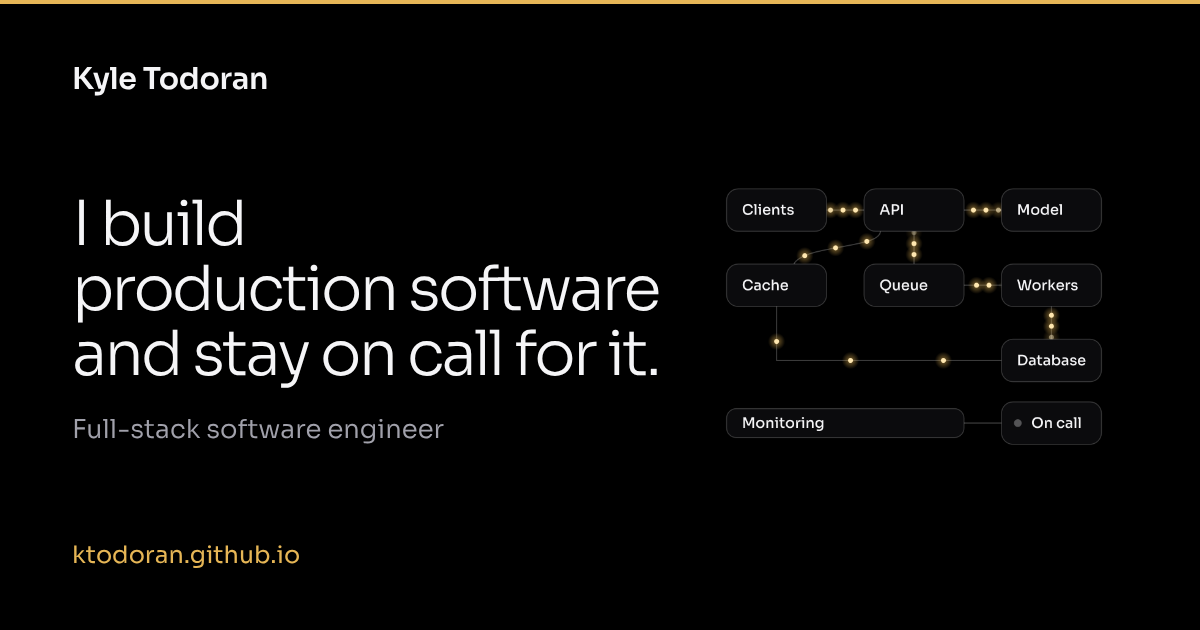 Kyle Todoran
I build
production software
and stay on call for it.
Full-stack software engineer
ktodoran.github.io
Clients
API
Model
Cache
Queue
Workers
Database
Monitoring
On call